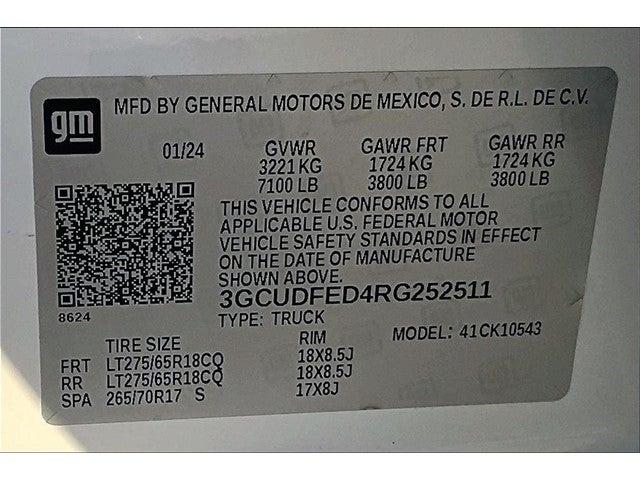 gm
MFD BY GENERAL MOTORS DE MEXICO, S. DE R.L. DE C.V.
01/24 GVWR GAWR FRT GAWR RR
3221 KG 1724 KG 1724 KG
7100 LB 3800 LB 3800 LB
THIS VEHICLE CONFORMS TO ALL
APPLICABLE U.S. FEDERAL MOTOR
VEHICLE SAFETY STANDARDS IN EFFECT
ON THE DATE OF MANUFACTURE
SHOWN ABOVE.
3GCUDFED4RG252511
8624
TYPE: TRUCK MODEL: 41CK10543
TIRE SIZE RIM
FRT LT275/65R18CQ 18X8.5J
RR LT275/65R18CQ 18X8.5J
SPA 265/70R17 S 17X8J